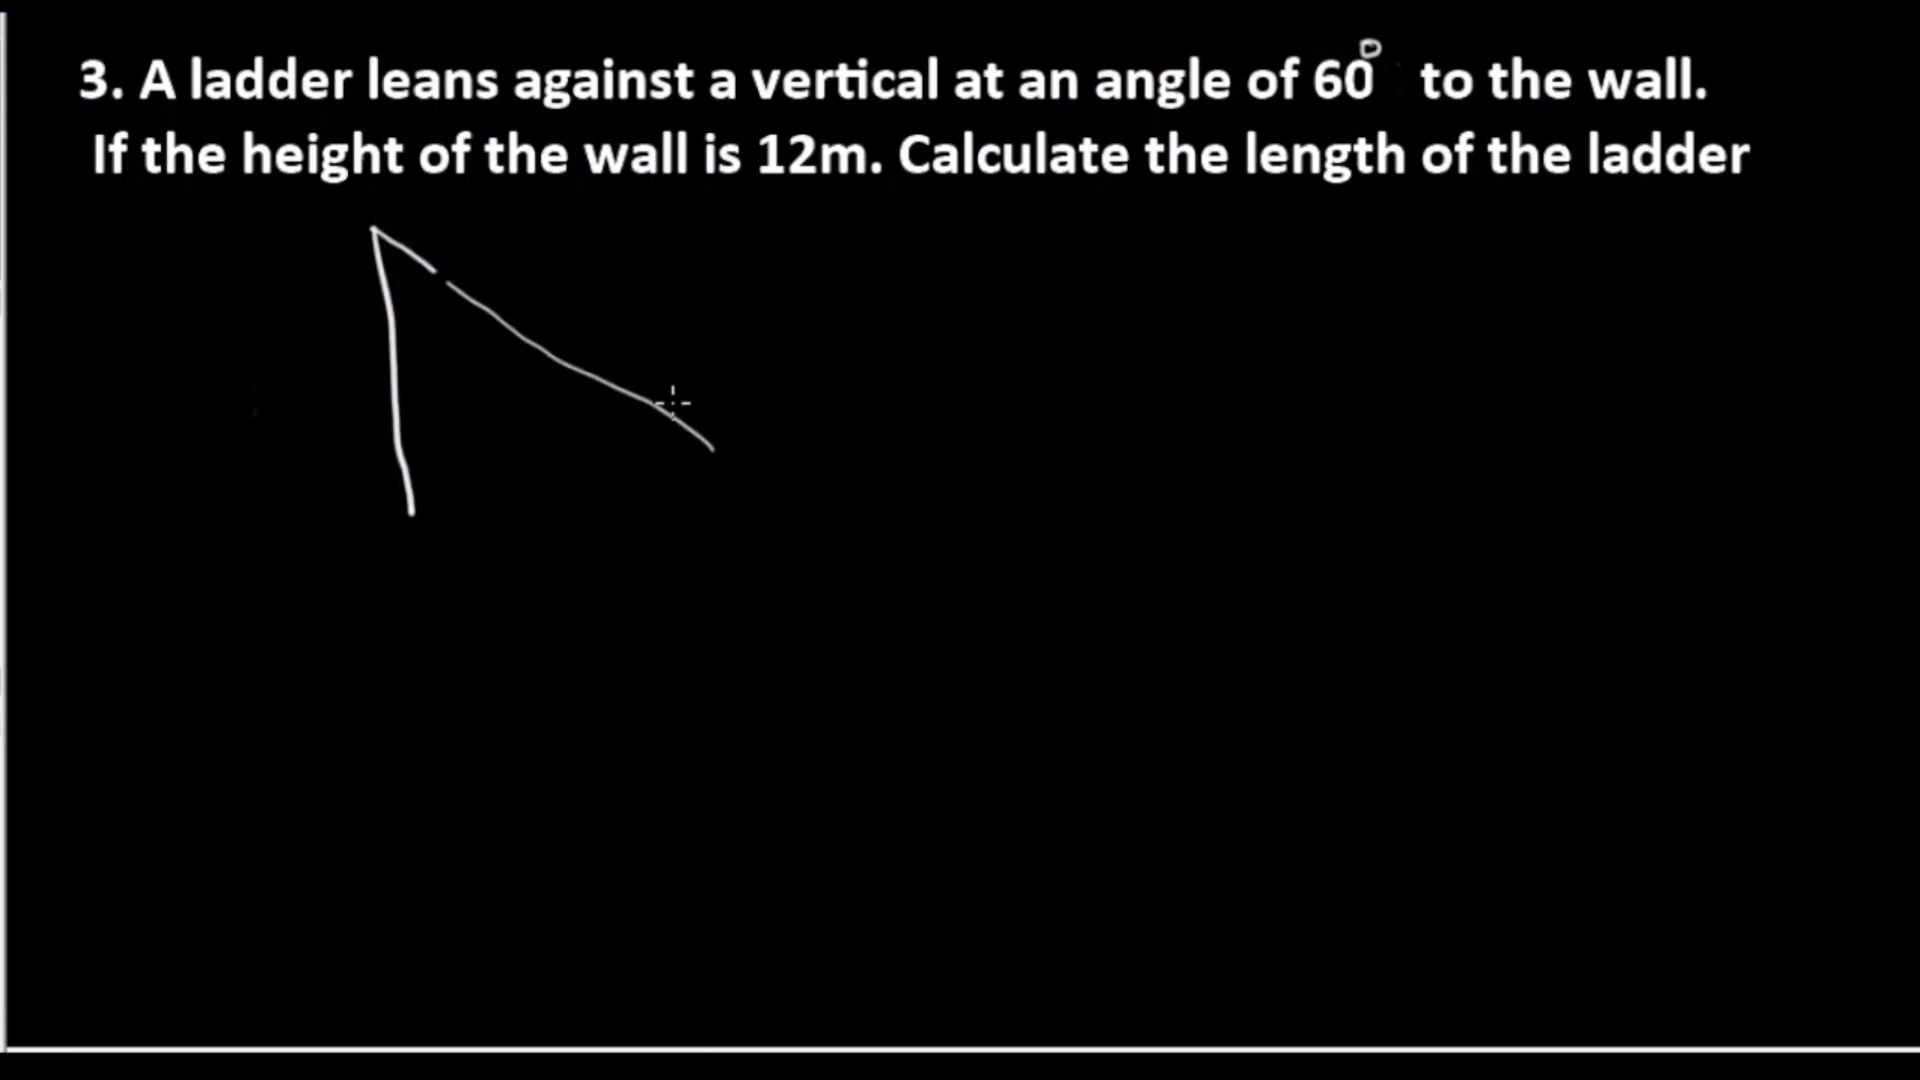 3. A ladder leans against a vertical at an angle of 60° to the wall.
If the height of the wall is 12m. Calculate the length of the ladder